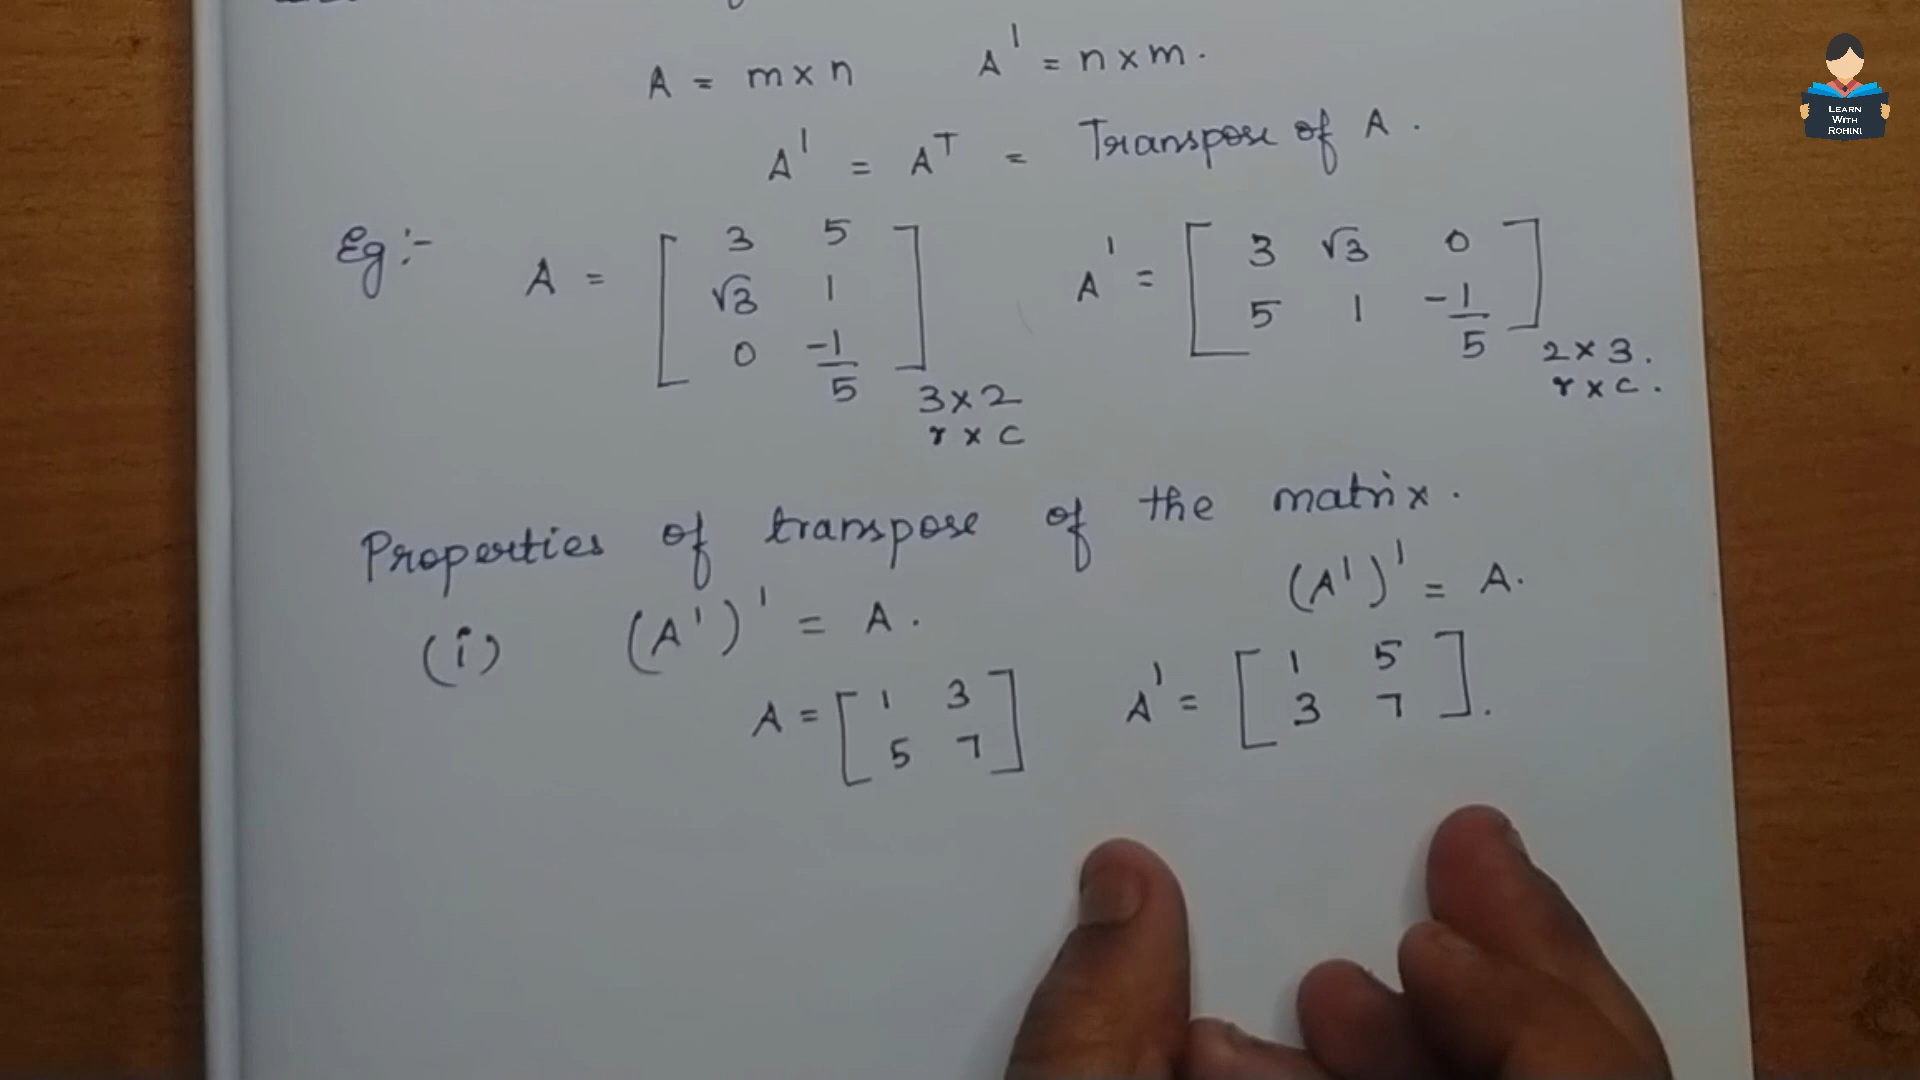 A = m × n    A' = n × m.
A' = Aᵀ = Transpose of A.
Eg:- A = [ 3 5 ; √3 1 ; 0 -1/5 ] 3×2    A' = [ 3 √3 0 ; 5 1 -1/5 ] 2×3.
r × c    r × c.
Properties of transpose of the matrix.
(i) (A')' = A.    (A')' = A.
A = [ 1 3 ; 5 7 ]    A' = [ 1 5 ; 3 7 ].
LEARN
WITH
ROHINI